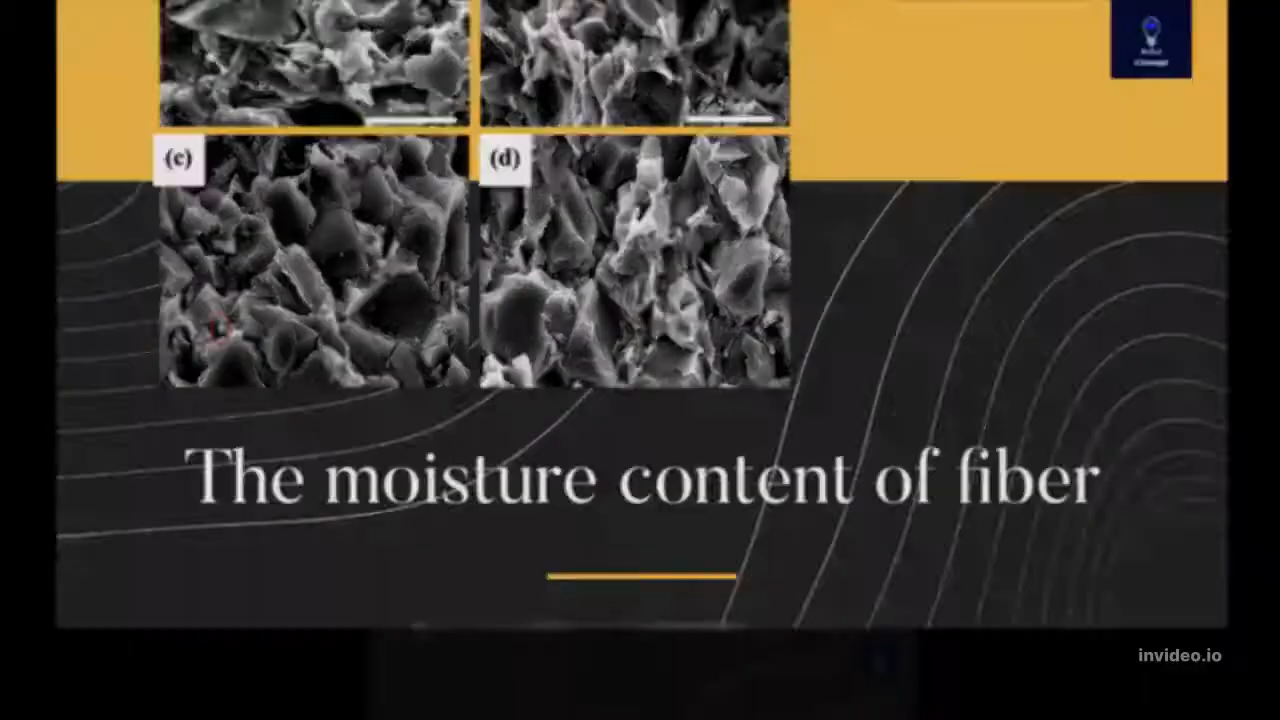 (c) (d)
The moisture content of fiber
invideo.io